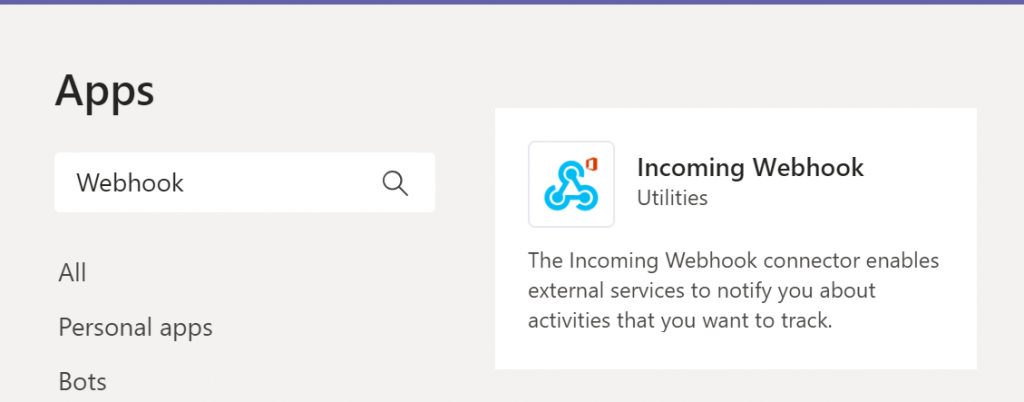 Apps
Webhook
All
Personal apps
Bots
Incoming Webhook
Utilities
The Incoming Webhook connector enables
external services to notify you about
activities that you want to track.